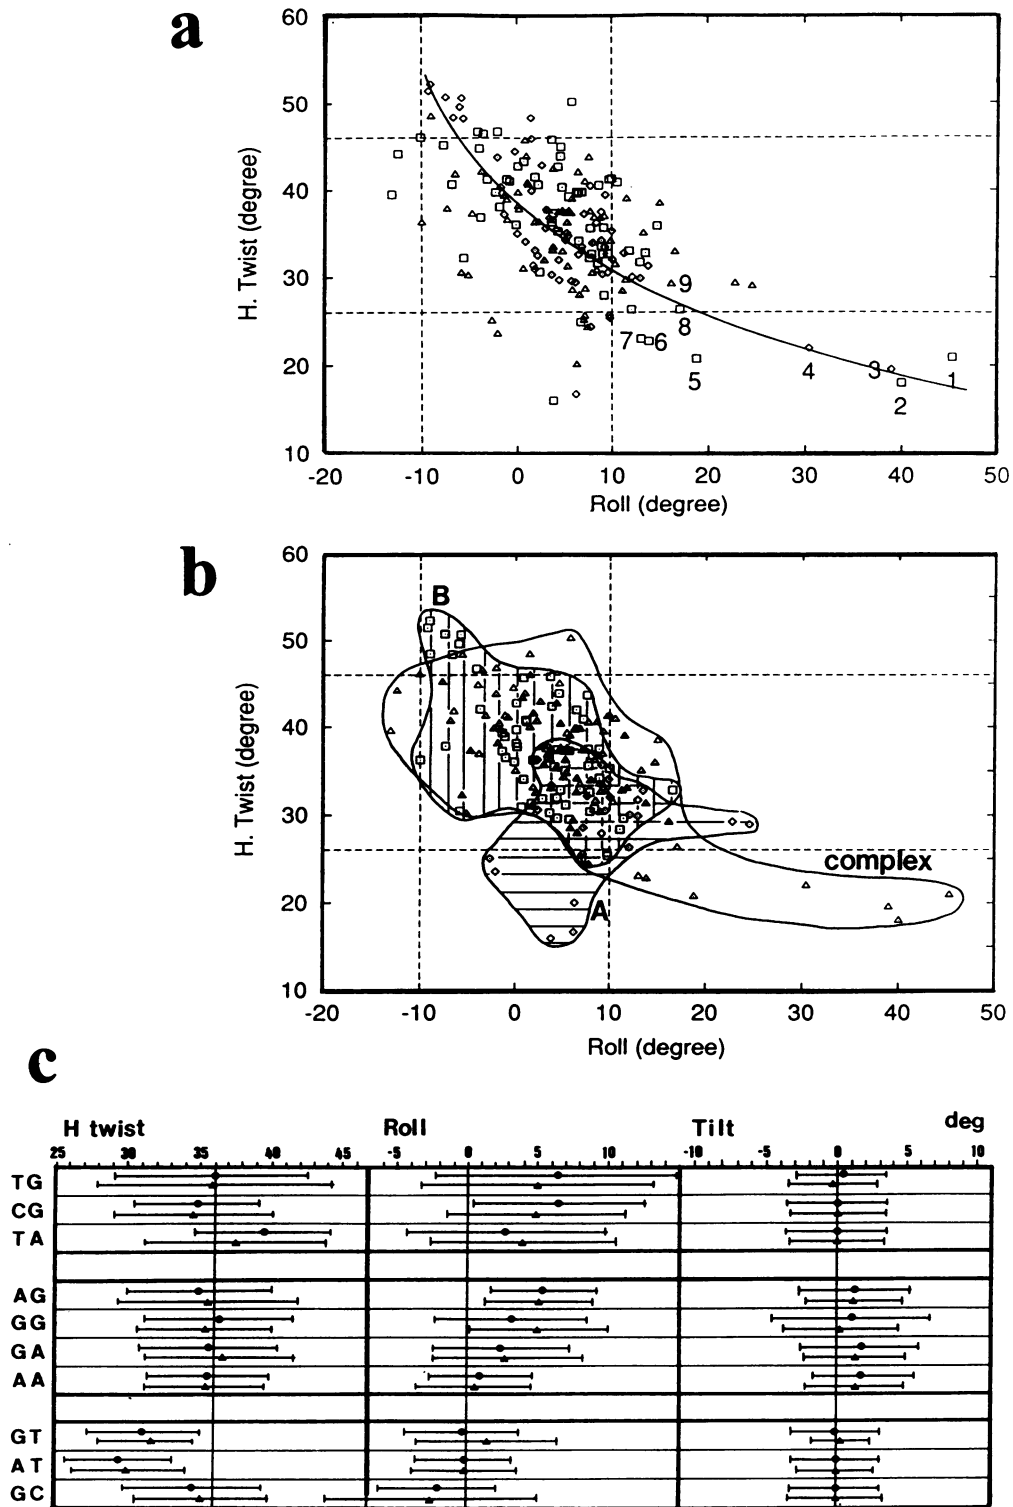 a
60
50
40
30
20
10
H. Twist (degree)
9
8
7 6
5
4
3
2
1
-20 -10 0 10 20 30 40 50
Roll (degree)
b
60
50
40
30
20
10
H. Twist (degree)
B
A
complex
-20 -10 0 10 20 30 40 50
Roll (degree)
c
H twist Roll Tilt deg
25 30 35 40 45 -5 0 5 -10 -5 0 5 10
TG
CG
TA
AG
GG
GA
AA
GT
AT
GC